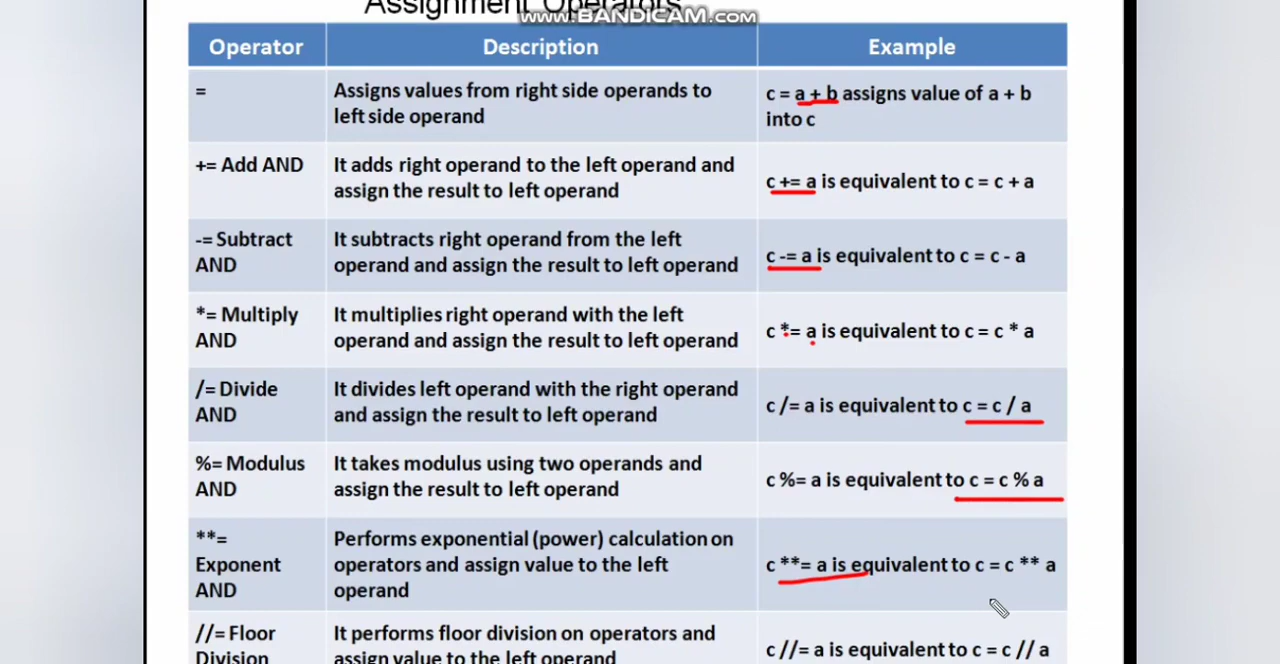 Assignment Operators
www.BANDICAM.com
Operator Description Example
= Assigns values from right side operands to left side operand c = a + b assigns value of a + b into c
+= Add AND It adds right operand to the left operand and assign the result to left operand c += a is equivalent to c = c + a
-= Subtract AND It subtracts right operand from the left operand and assign the result to left operand c -= a is equivalent to c = c - a
*= Multiply AND It multiplies right operand with the left operand and assign the result to left operand c *= a is equivalent to c = c * a
/= Divide AND It divides left operand with the right operand and assign the result to left operand c /= a is equivalent to c = c / a
%= Modulus AND It takes modulus using two operands and assign the result to left operand c %= a is equivalent to c = c % a
**= Exponent AND Performs exponential (power) calculation on operators and assign value to the left operand c **= a is equivalent to c = c ** a
//= Floor Division It performs floor division on operators and assign value to the left operand c //= a is equivalent to c = c // a